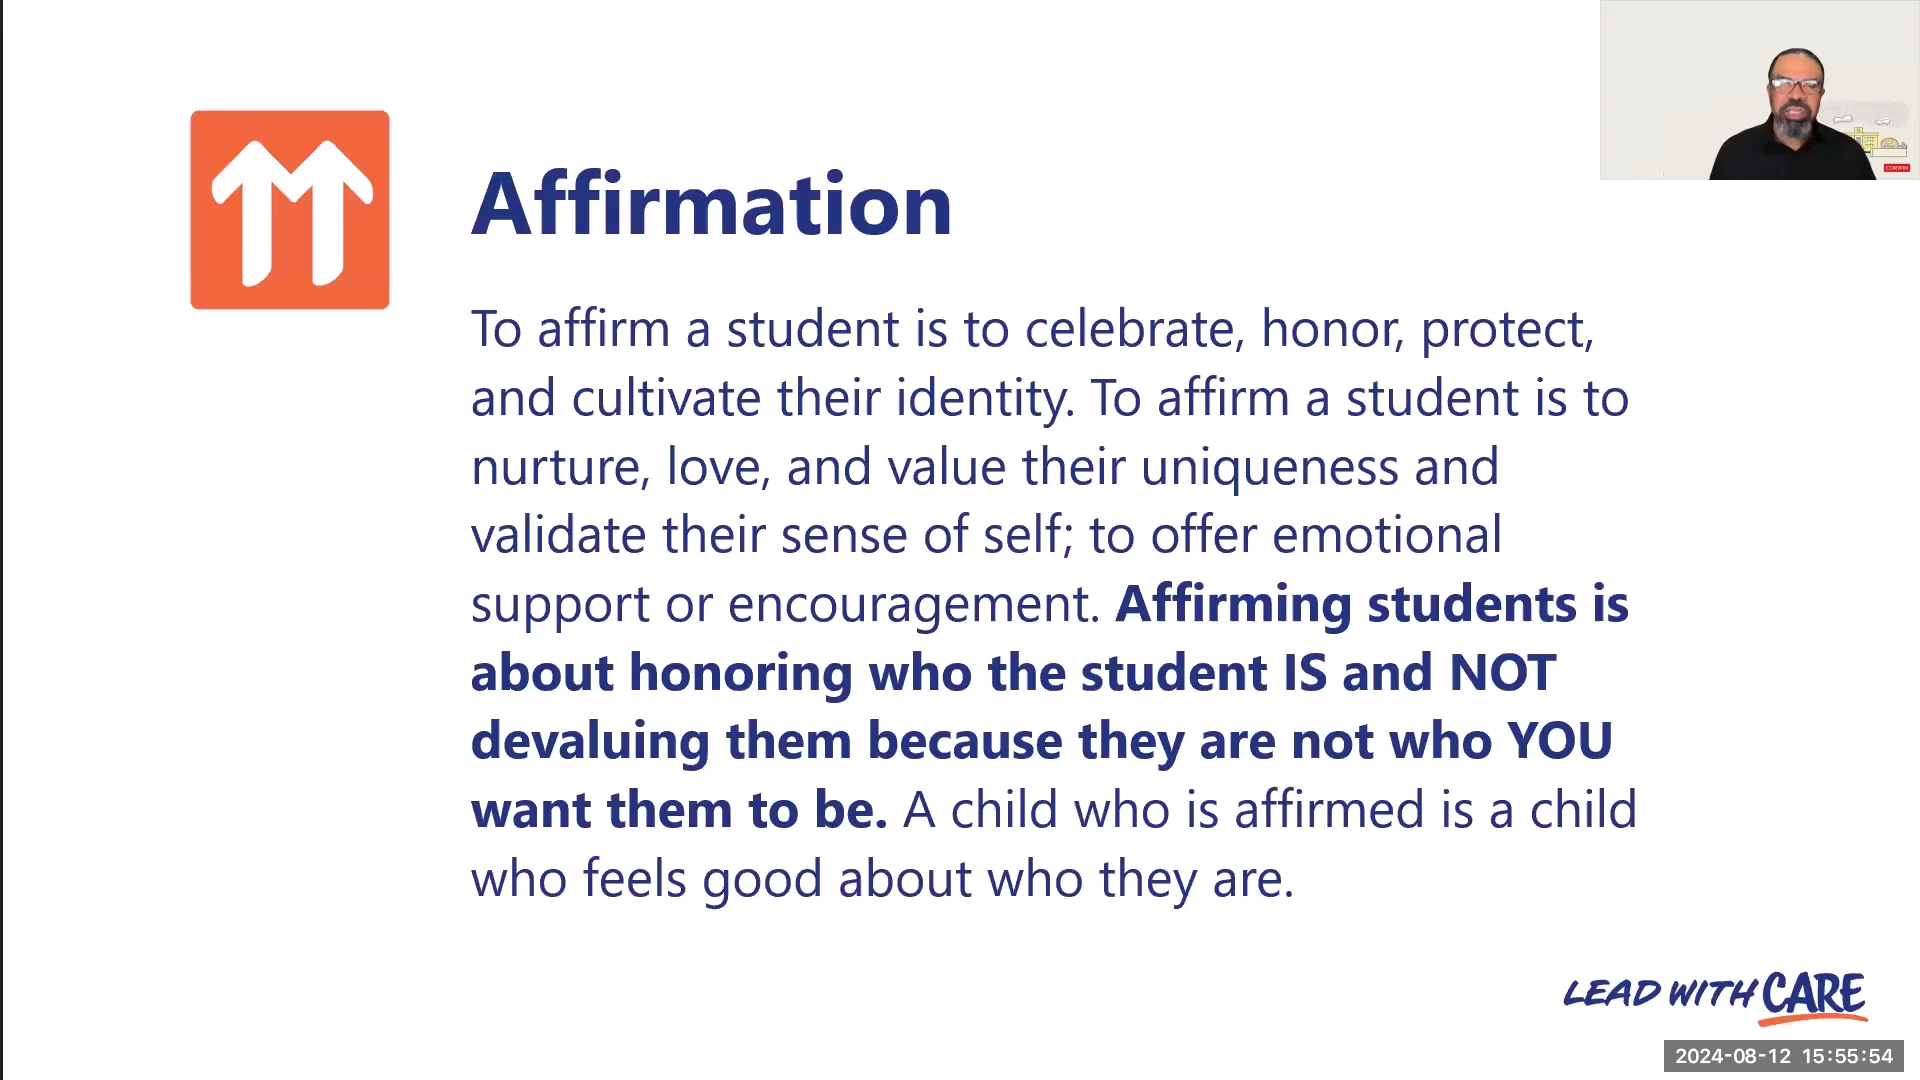 CORWIN
Affirmation
To affirm a student is to celebrate, honor, protect,
and cultivate their identity. To affirm a student is to
nurture, love, and value their uniqueness and
validate their sense of self; to offer emotional
support or encouragement. Affirming students is
about honoring who the student IS and NOT
devaluing them because they are not who YOU
want them to be. A child who is affirmed is a child
who feels good about who they are.
LEAD WITH CARE
2024-08-12 15:55:54